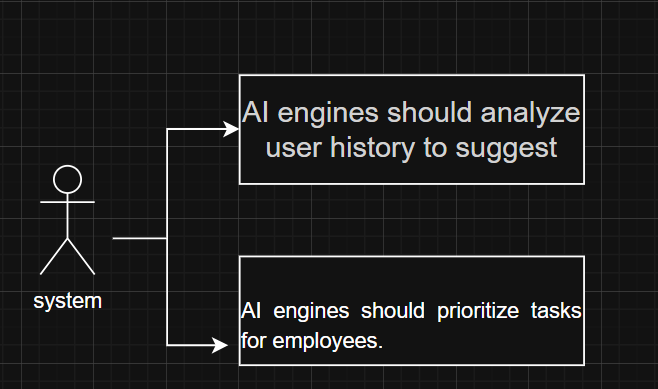 AI engines should analyze
user history to suggest
system
AI engines should prioritize tasks
for employees.